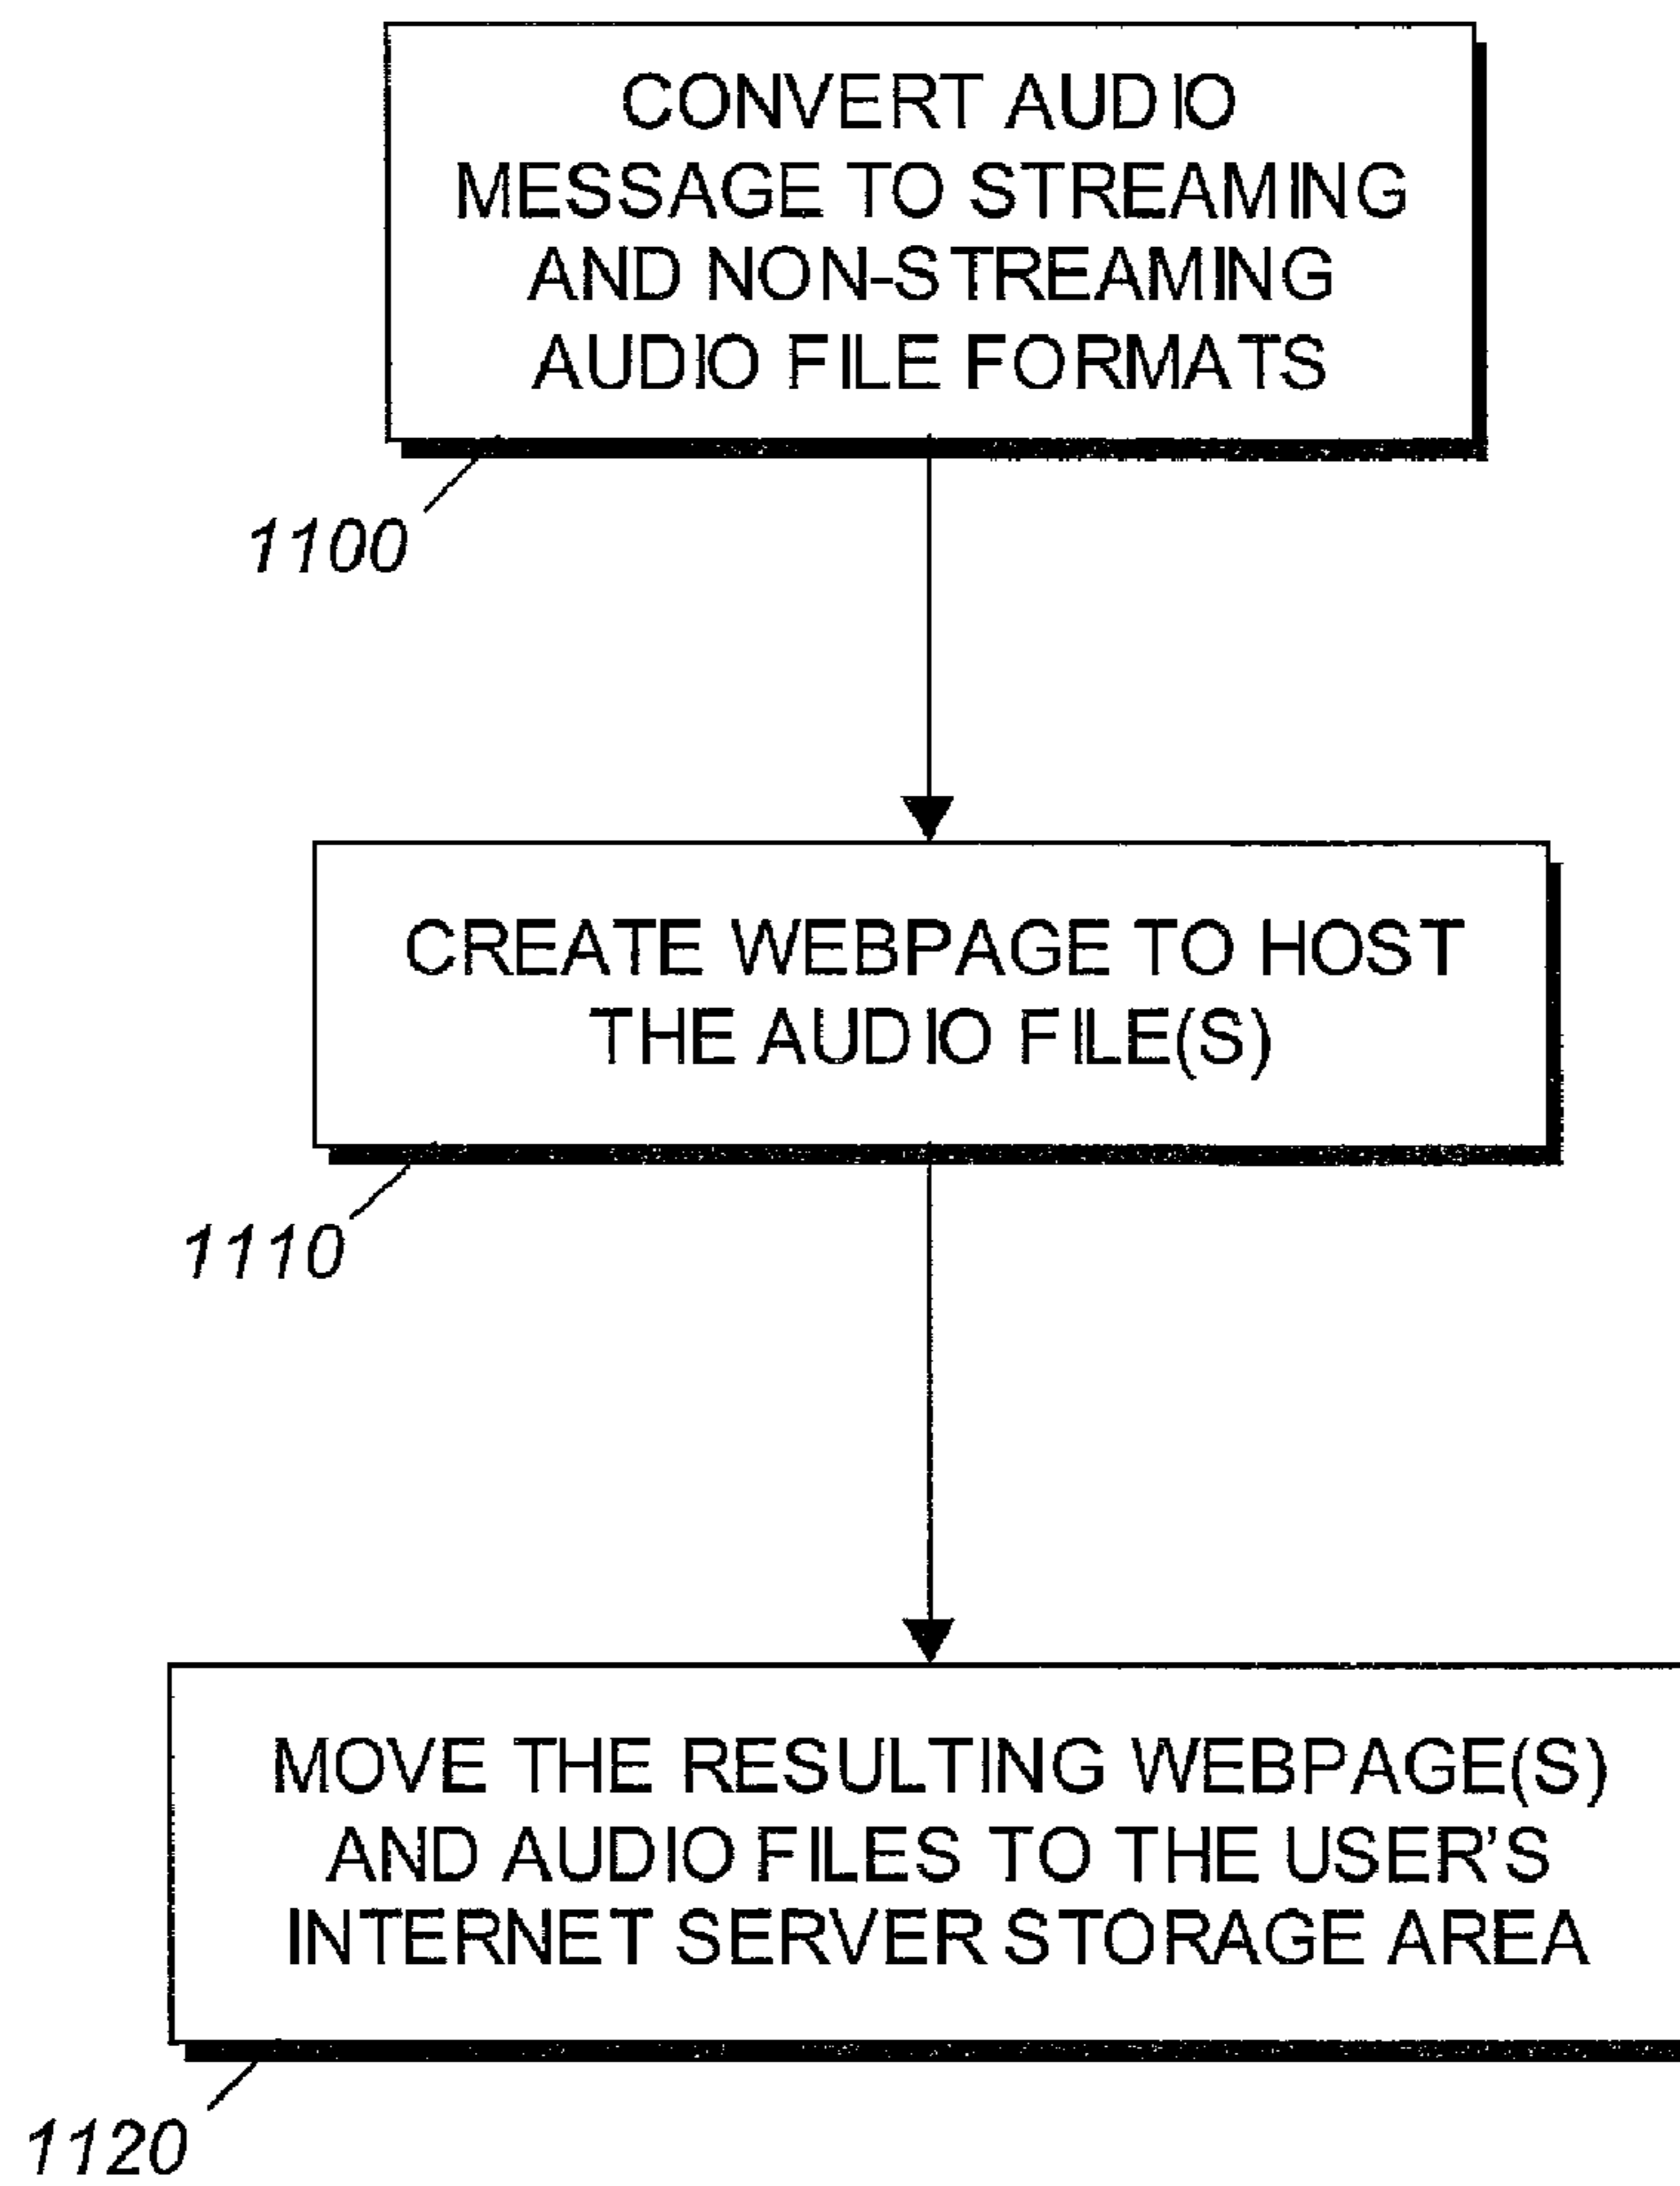 CONVERT AUDIO
MESSAGE TO STREAMING
AND NON-STREAMING
AUDIO FILE FORMATS
1100
CREATE WEBPAGE TO HOST
THE AUDIO FILE(S)
1110
MOVE THE RESULTING WEBPAGE(S)
AND AUDIO FILES TO THE USER'S
INTERNET SERVER STORAGE AREA
1120